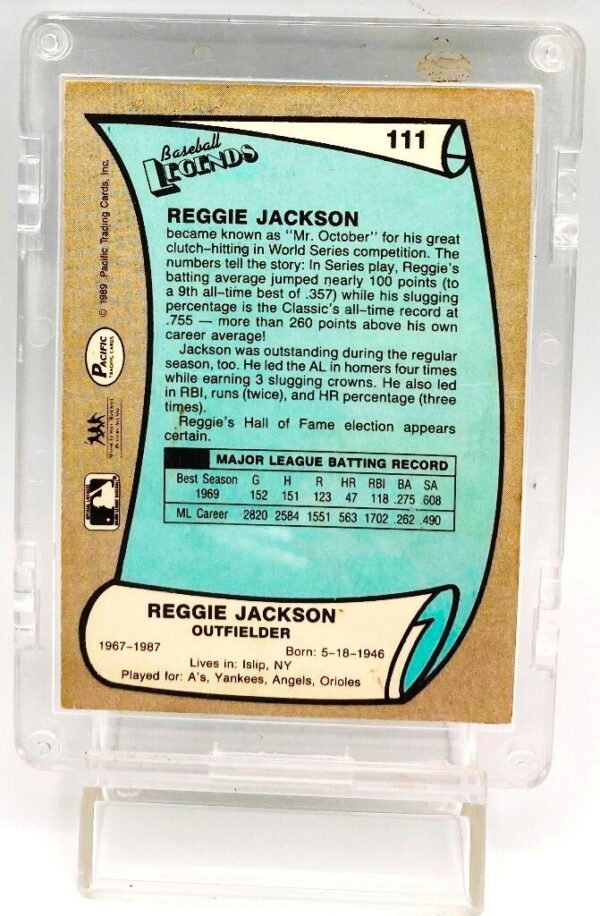 111
Baseball
LEGENDS
REGGIE JACKSON
became known as "Mr. October" for his great
clutch-hitting in World Series competition. The
numbers tell the story: In Series play, Reggie's
batting average jumped nearly 100 points (to
a 9th all-time best of .357) while his slugging
percentage is the Classic's all-time record at
.755 — more than 260 points above his own
career average!
Jackson was outstanding during the regular
season, too. He led the AL in homers four times
while earning 3 slugging crowns. He also led
in RBI, runs (twice), and HR percentage (three
times).
Reggie's Hall of Fame election appears
certain.
MAJOR LEAGUE BATTING RECORD
Best Season G H R HR RBI BA SA
1969 152 151 123 47 118 .275 .608
ML Career 2820 2584 1551 563 1702 .262 .490
REGGIE JACKSON
OUTFIELDER
1967-1987 Born: 5-18-1946
Lives in: Islip, NY
Played for: A's, Yankees, Angels, Orioles
© 1989 Pacific Trading Cards, Inc.
PACIFIC
TRADING CARDS